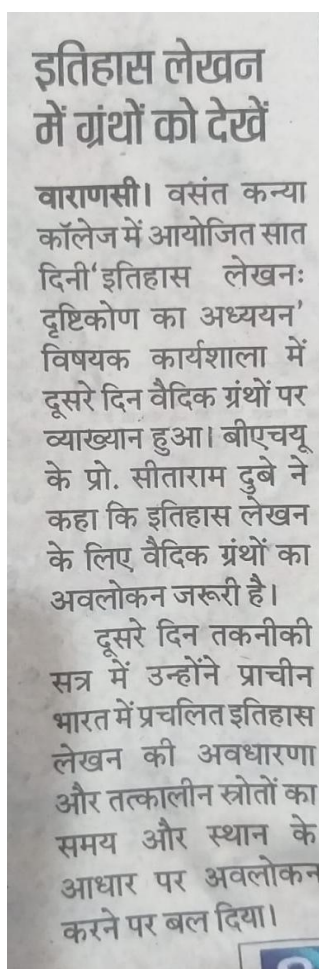 इतिहास लेखन
में ग्रंथों को देखें
वाराणसी। वसंत कन्या
कॉलेज में आयोजित सात
दिनी ‘इतिहास लेखनः
दृष्टिकोण का अध्ययन’
विषयक कार्यशाला में
दूसरे दिन वैदिक ग्रंथों पर
व्याख्यान हुआ। बीएचयू
के प्रो. सीताराम दुबे ने
कहा कि इतिहास लेखन
के लिए वैदिक ग्रंथों का
अवलोकन जरूरी है।
दूसरे दिन तकनीकी
सत्र में उन्होंने प्राचीन
भारत में प्रचलित इतिहास
लेखन की अवधारणा
और तत्कालीन स्रोतों का
समय और स्थान के
आधार पर अवलोकन
करने पर बल दिया।